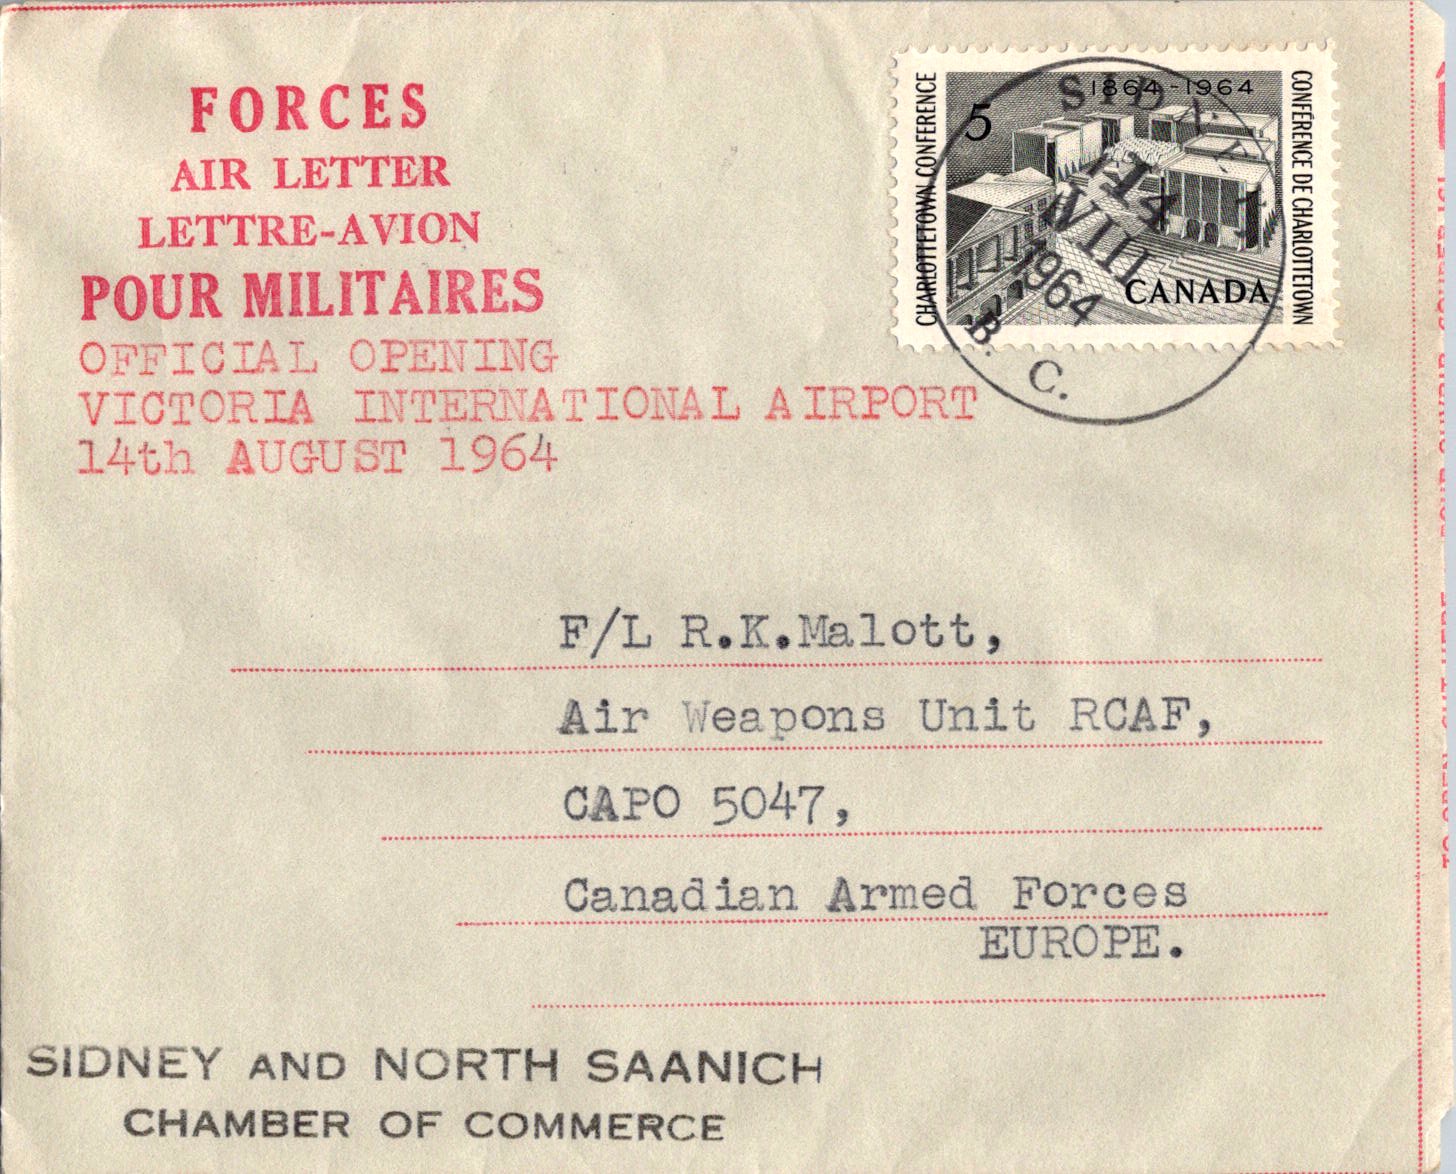 FORCES
AIR LETTER
LETTRE-AVION
POUR MILITAIRES
OFFICIAL OPENING
VICTORIA INTERNATIONAL AIRPORT
14th AUGUST 1964
CHARLOTTETOWN CONFERENCE
1864-1964
5
CANADA
CONFÉRENCE DE CHARLOTTETOWN
14
VIII
1964
B. C.
F/L R.K.Malott,
Air Weapons Unit RCAF,
CAPO 5047,
Canadian Armed Forces
EUROPE.
SIDNEY AND NORTH SAANICH
CHAMBER OF COMMERCE